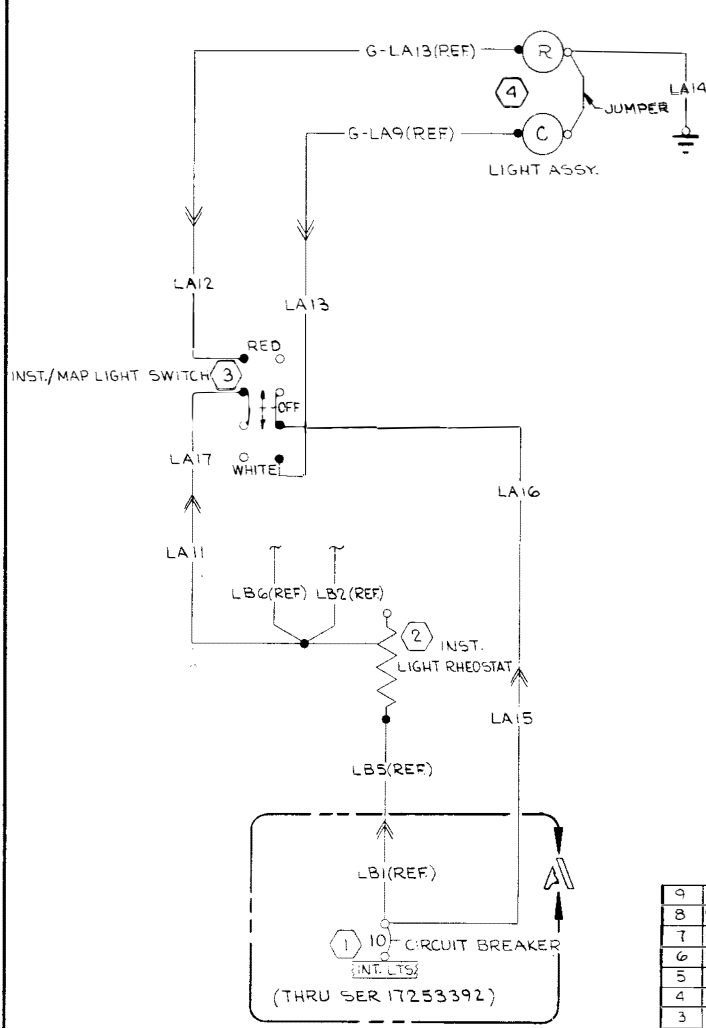 G-LA13(REF)
R
4
LA14
JUMPER
G-LA9(REF)
C
LIGHT ASSY.
LA12
LA13
RED
INST./MAP LIGHT SWITCH 3
OFF
LA17
WHITE
LA16
LA11
LB6(REF) LB2(REF)
2 INST.
LIGHT RHEOSTAT
LA15
LB5(REF)
LB1(REF)
A
1 10 CIRCUIT BREAKER
INT. LTS
(THRU SER 17253392)
9
8
7
6
5
4
3